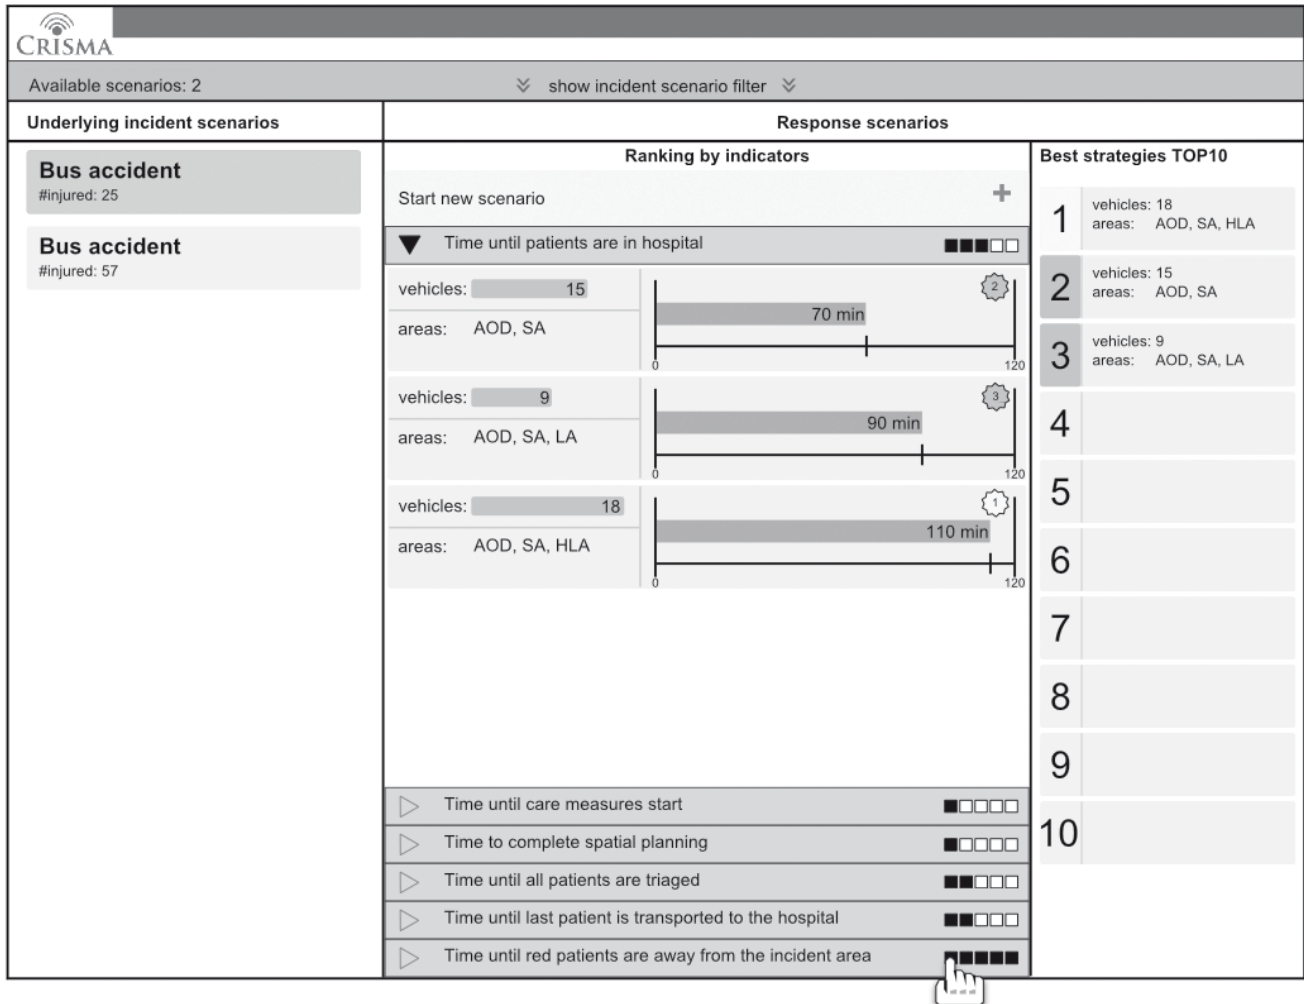 CRISMA
Available scenarios: 2
show incident scenario filter
Underlying incident scenarios
Response scenarios
Bus accident
#injured: 25
Bus accident
#injured: 57
Ranking by indicators
Start new scenario
Time until patients are in hospital
vehicles: 15
areas: AOD, SA
2
70 min
0 120
vehicles: 9
areas: AOD, SA, LA
3
90 min
0 120
vehicles: 18
areas: AOD, SA, HLA
1
110 min
0 120
Time until care measures start
Time to complete spatial planning
Time until all patients are triaged
Time until last patient is transported to the hospital
Time until red patients are away from the incident area
Best strategies TOP10
1
vehicles: 18
areas: AOD, SA, HLA
2
vehicles: 15
areas: AOD, SA
3
vehicles: 9
areas: AOD, SA, LA
4
5
6
7
8
9
10